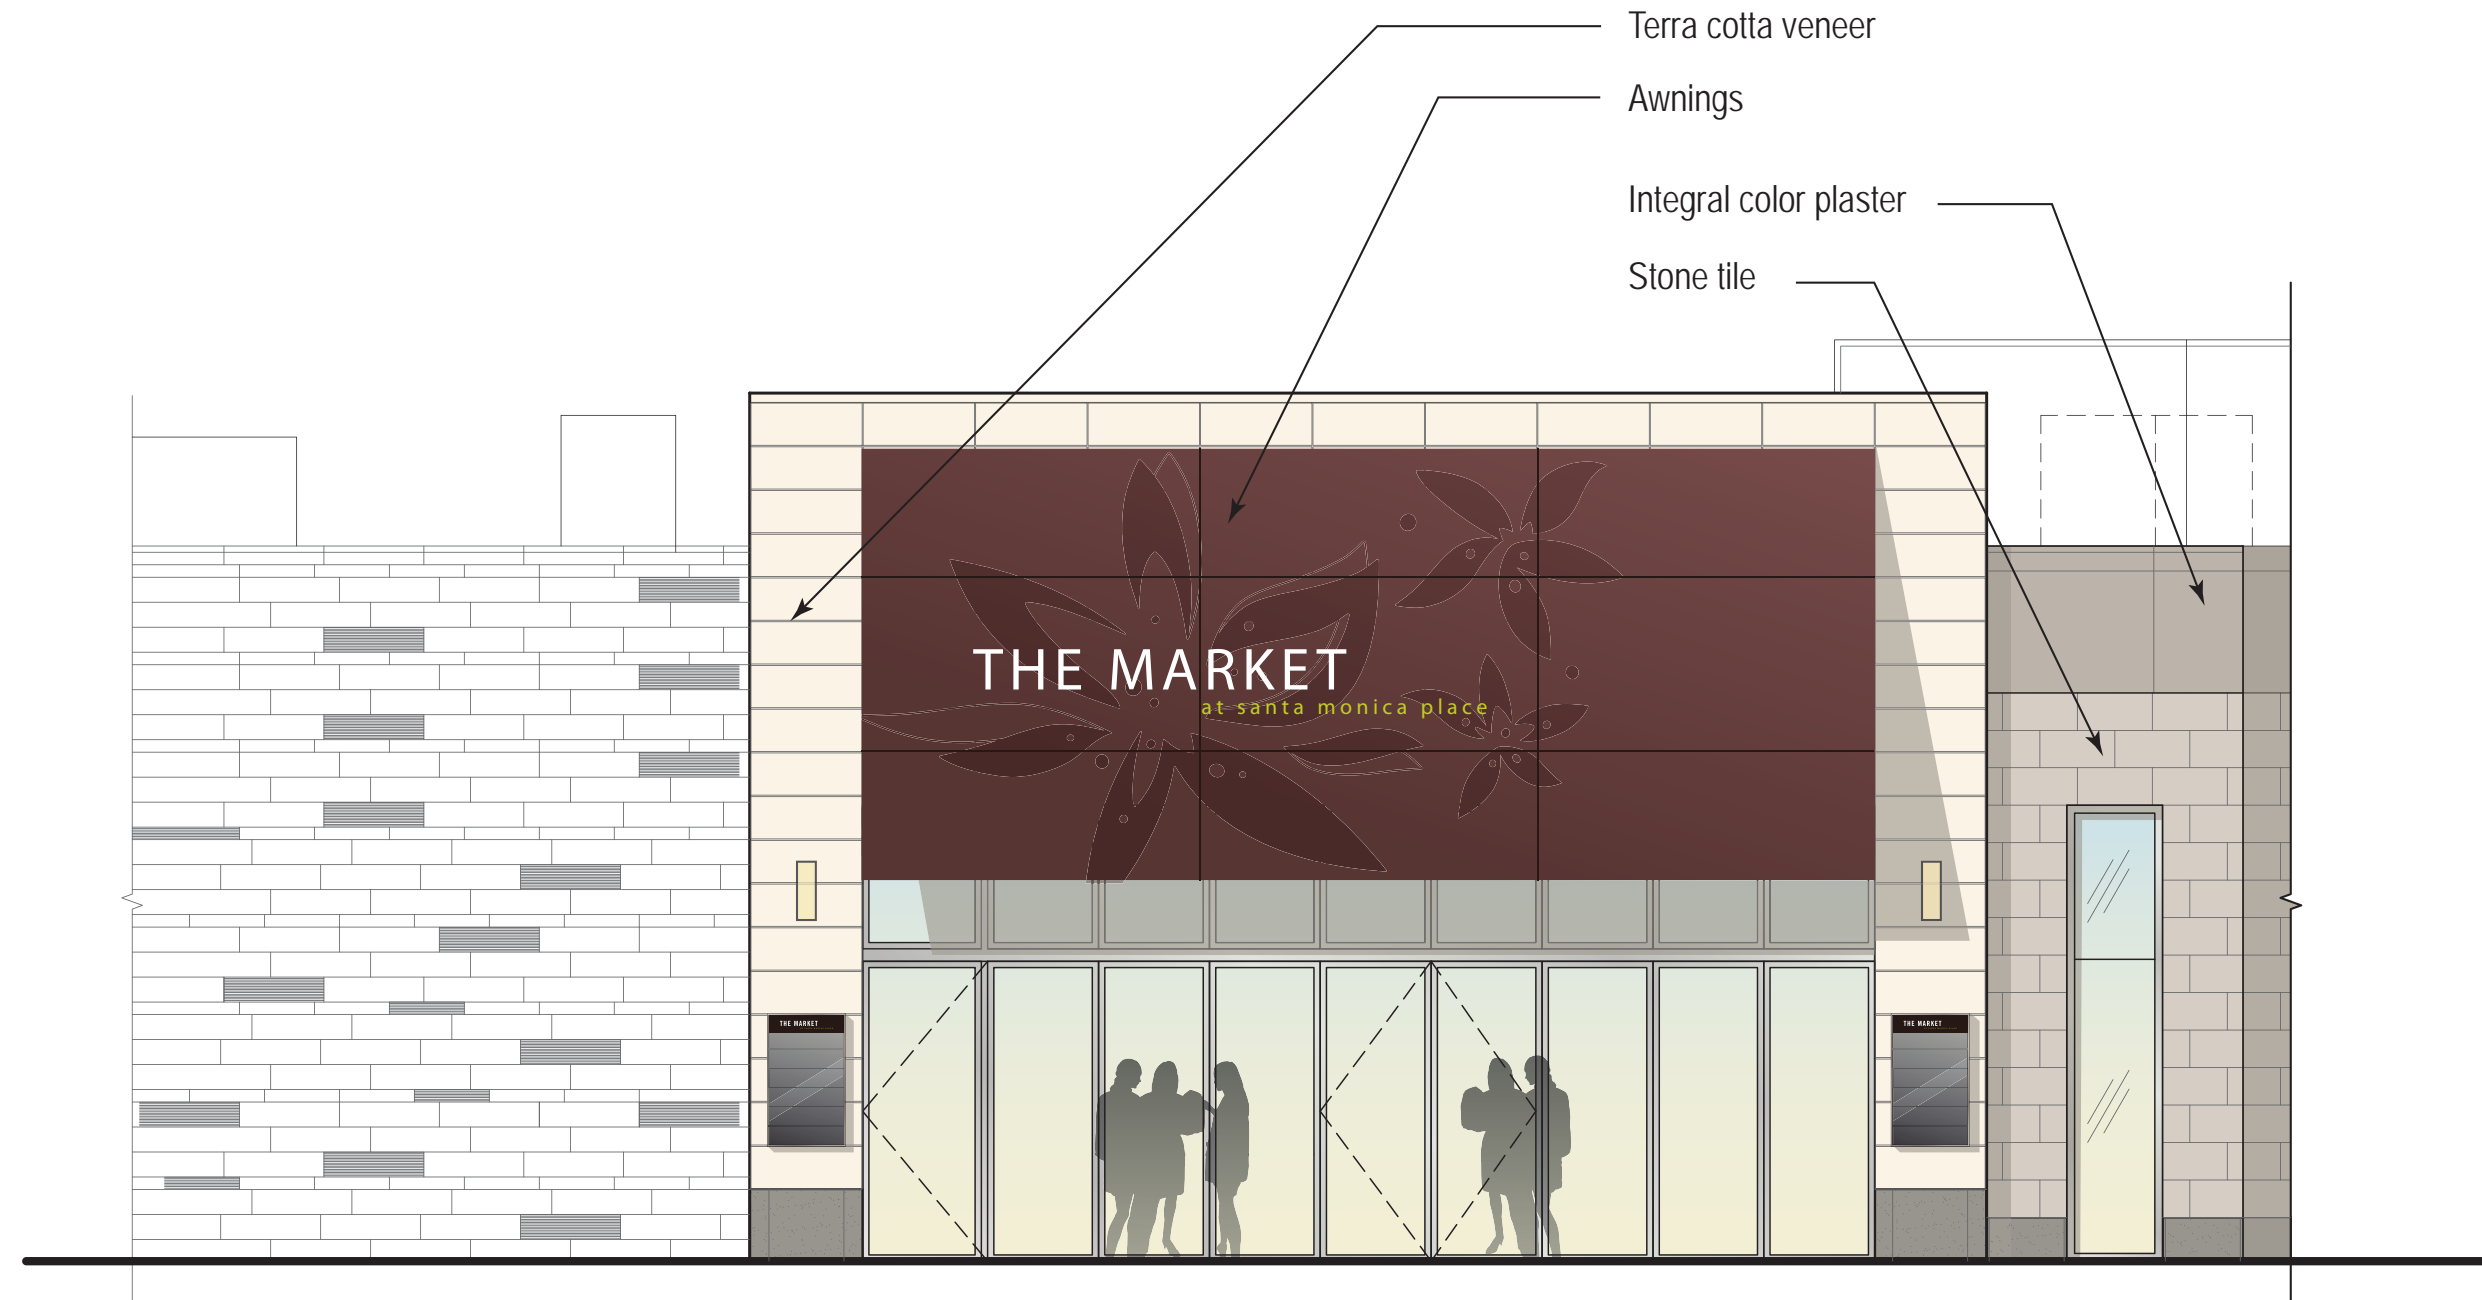 Terra cotta veneer
Awnings
Integral color plaster
Stone tile
THE MARKET
at santa monica place
THE MARKET
THE MARKET